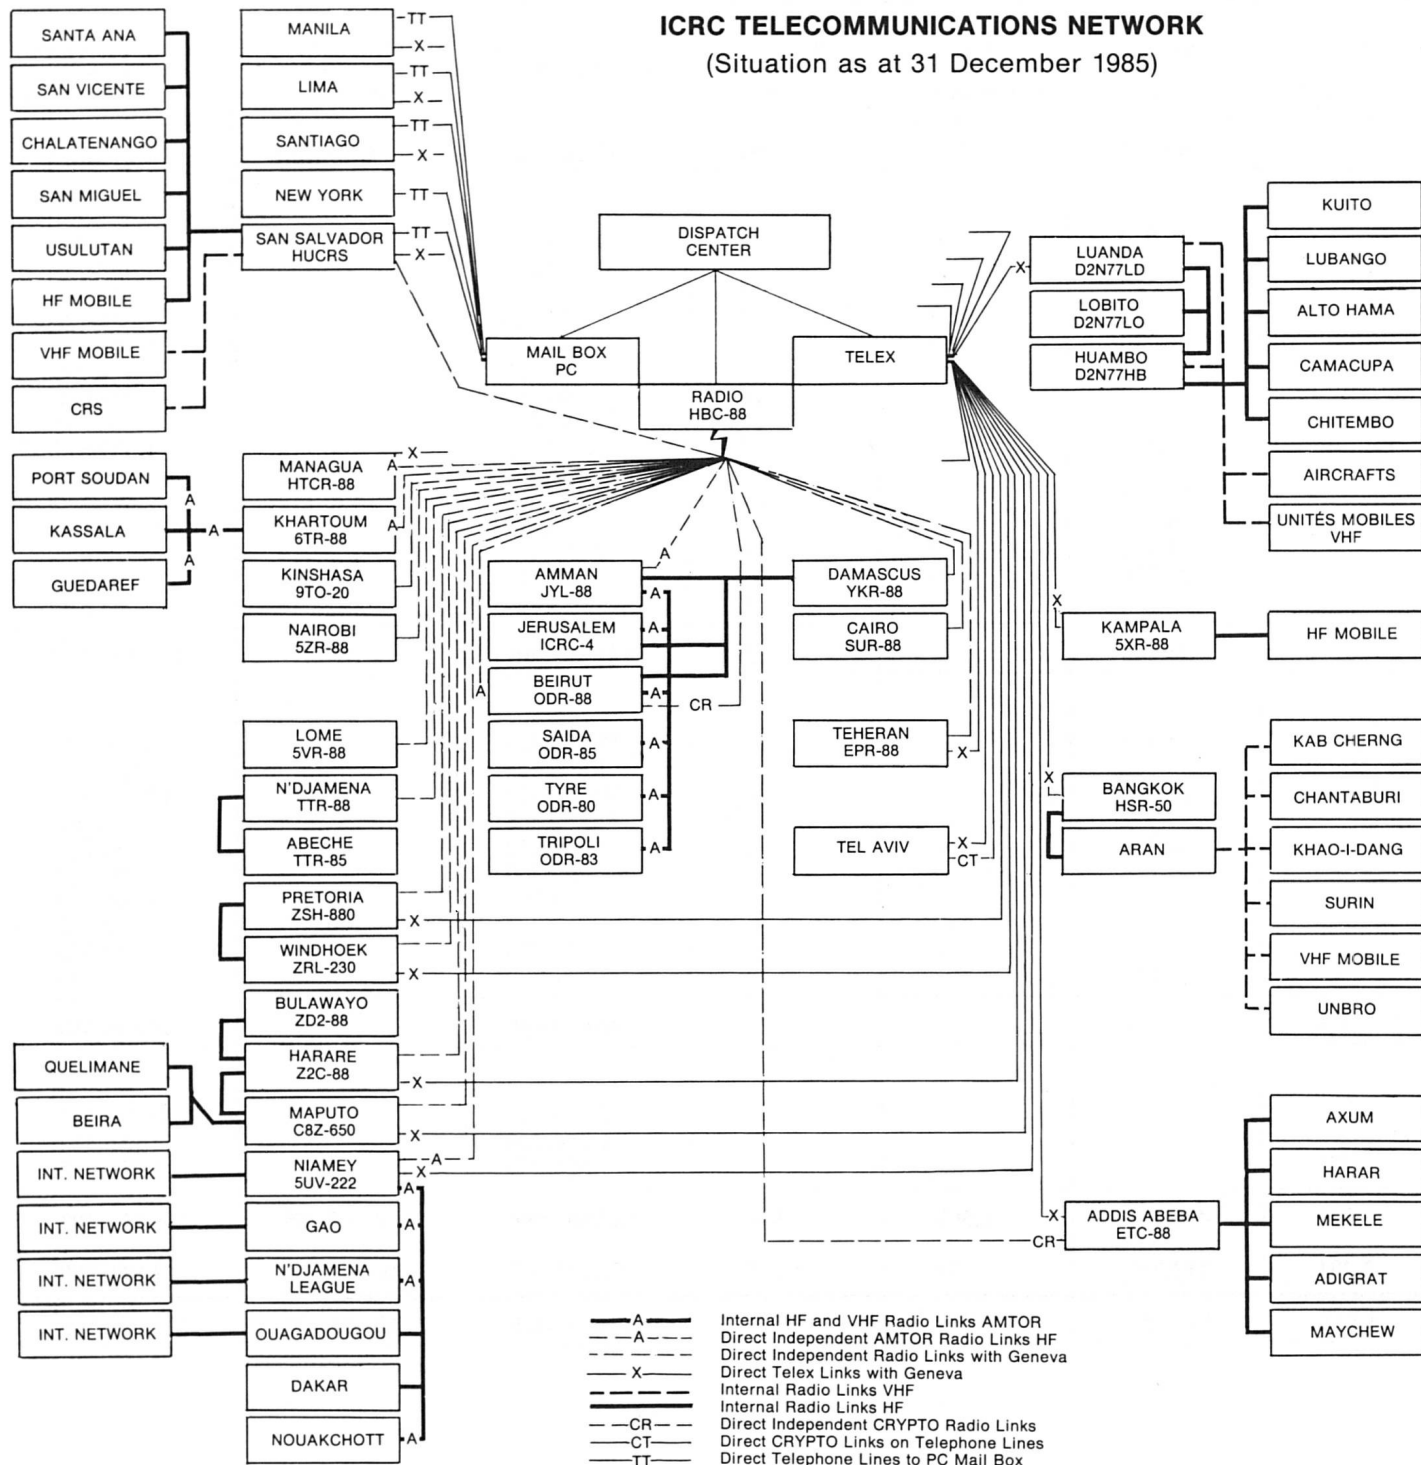 ICRC TELECOMMUNICATIONS NETWORK
(Situation as at 31 December 1985)
SANTA ANA
SAN VICENTE
CHALATENANGO
SAN MIGUEL
USULUTAN
HF MOBILE
VHF MOBILE
CRS
PORT SOUDAN
KASSALA
GUEDAREF
A
A
A
QUELIMANE
BEIRA
INT. NETWORK
INT. NETWORK
INT. NETWORK
INT. NETWORK
MANILA
TT
X
LIMA
TT
X
SANTIAGO
TT
X
NEW YORK
TT
SAN SALVADOR
HUCRS
TT
X
MANAGUA
HTCR-88
X
A
KHARTOUM
6TR-88
A
KINSHASA
9TO-20
NAIROBI
5ZR-88
LOME
5VR-88
N'DJAMENA
TTR-88
ABECHE
TTR-85
PRETORIA
ZSH-880
X
WINDHOEK
ZRL-230
X
BULAWAYO
ZD2-88
HARARE
Z2C-88
X
MAPUTO
C8Z-650
X
NIAMEY
5UV-222
A
X
A
GAO
A
N'DJAMENA
LEAGUE
A
OUAGADOUGOU
DAKAR
NOUAKCHOTT
A
DISPATCH
CENTER
MAIL BOX
PC
TELEX
RADIO
HBC-88
AMMAN
JYL-88
A
A
JERUSALEM
ICRC-4
A
BEIRUT
ODR-88
A
A
CR
SAIDA
ODR-85
A
TYRE
ODR-80
A
TRIPOLI
ODR-83
A
DAMASCUS
YKR-88
CAIRO
SUR-88
TEHERAN
EPR-88
X
TEL AVIV
X
CT
X
LUANDA
D2N77LD
LOBITO
D2N77LO
HUAMBO
D2N77HB
X
KAMPALA
5XR-88
X
BANGKOK
HSR-50
ARAN
X
CR
ADDIS ABEBA
ETC-88
KUITO
LUBANGO
ALTO HAMA
CAMACUPA
CHITEMBO
AIRCRAFTS
UNITÉS MOBILES
VHF
HF MOBILE
KAB CHERNG
CHANTABURI
KHAO-I-DANG
SURIN
VHF MOBILE
UNBRO
AXUM
HARAR
MEKELE
ADIGRAT
MAYCHEW
A Internal HF and VHF Radio Links AMTOR
A Direct Independent AMTOR Radio Links HF
Direct Independent Radio Links with Geneva
X Direct Telex Links with Geneva
Internal Radio Links VHF
Internal Radio Links HF
CR Direct Independent CRYPTO Radio Links
CT Direct CRYPTO Links on Telephone Lines
TT Direct Telephone Lines to PC Mail Box